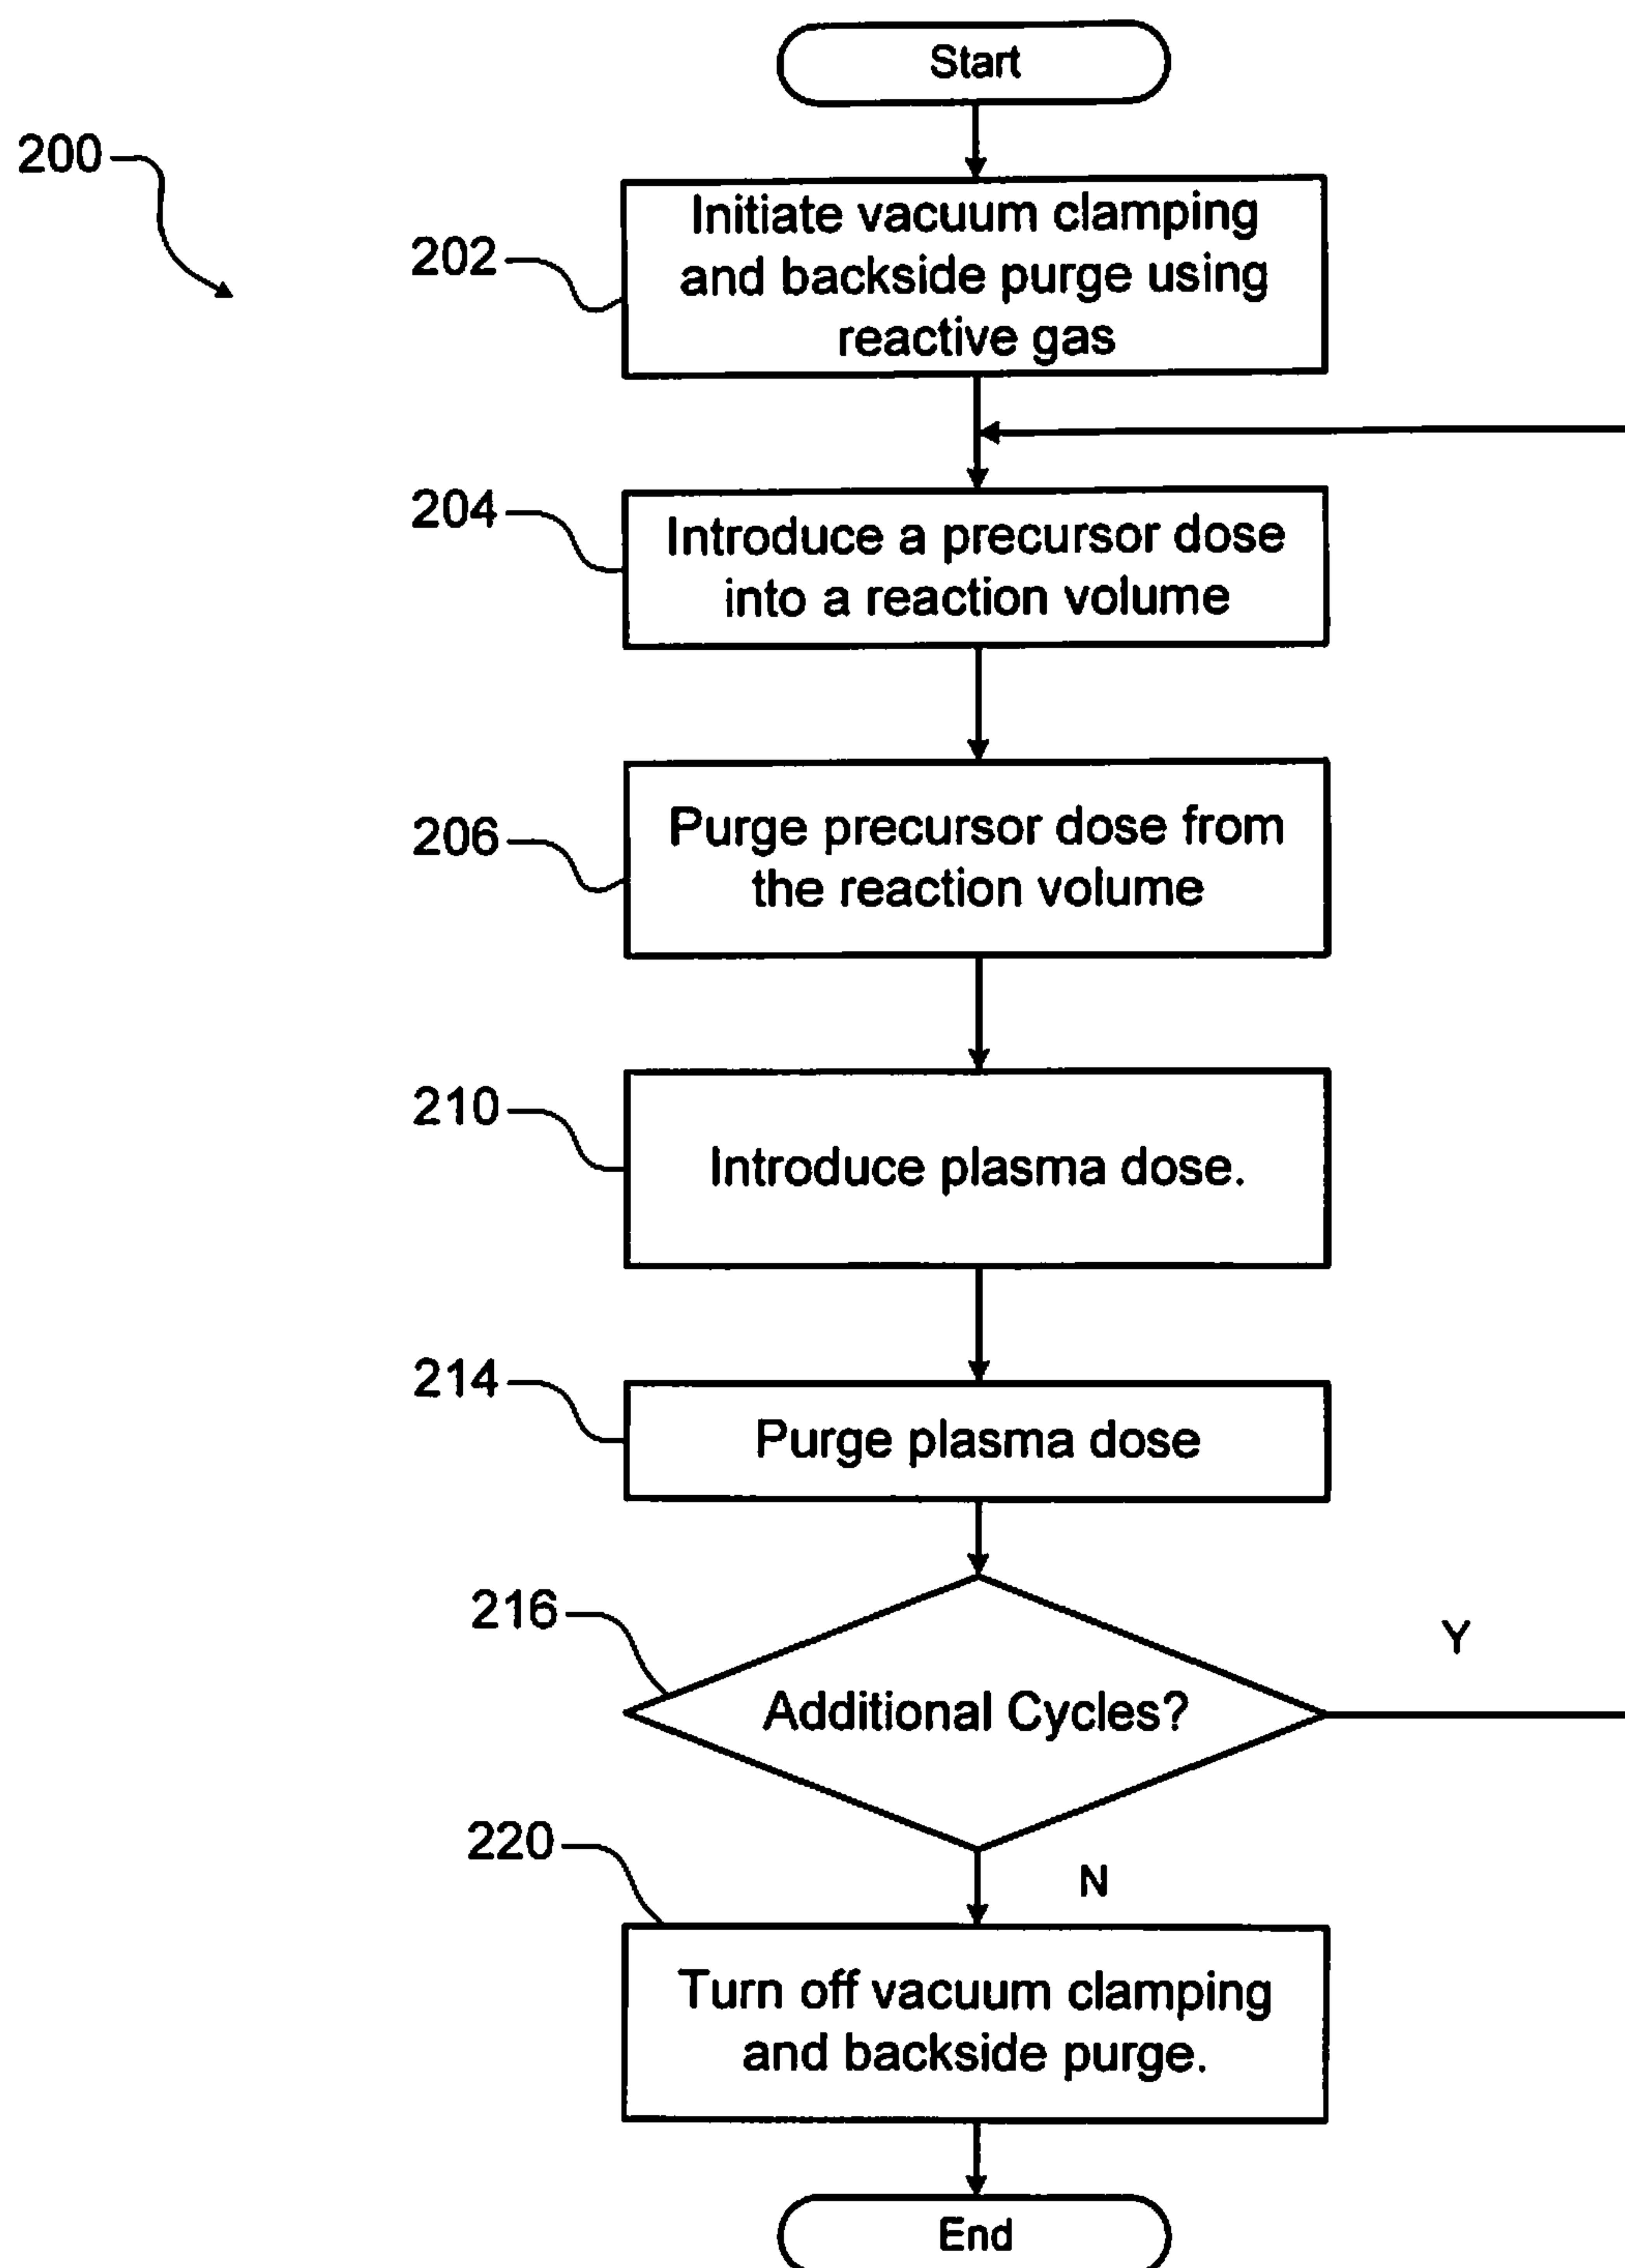 Start
200
202
Initiate vacuum clamping
and backside purge using
reactive gas
204
Introduce a precursor dose
into a reaction volume
206
Purge precursor dose from
the reaction volume
210
Introduce plasma dose.
214
Purge plasma dose
216
Additional Cycles?
Y
220
N
Turn off vacuum clamping
and backside purge.
End